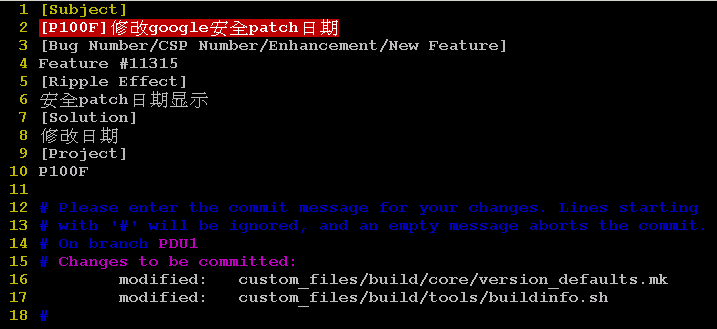 1 [Subject]
2 [P100F]修改google安全patch日期
3 [Bug Number/CSP Number/Enhancement/New Feature]
4 Feature #11315
5 [Ripple Effect]
6 安全patch日期显示
7 [Solution]
8 修改日期
9 [Project]
10 P100F
11
12 # Please enter the commit message for your changes. Lines starting
13 # with '#' will be ignored, and an empty message aborts the commit.
14 # On branch PDU1
15 # Changes to be committed:
16 modified: custom_files/build/core/version_defaults.mk
17 modified: custom_files/build/tools/buildinfo.sh
18 #